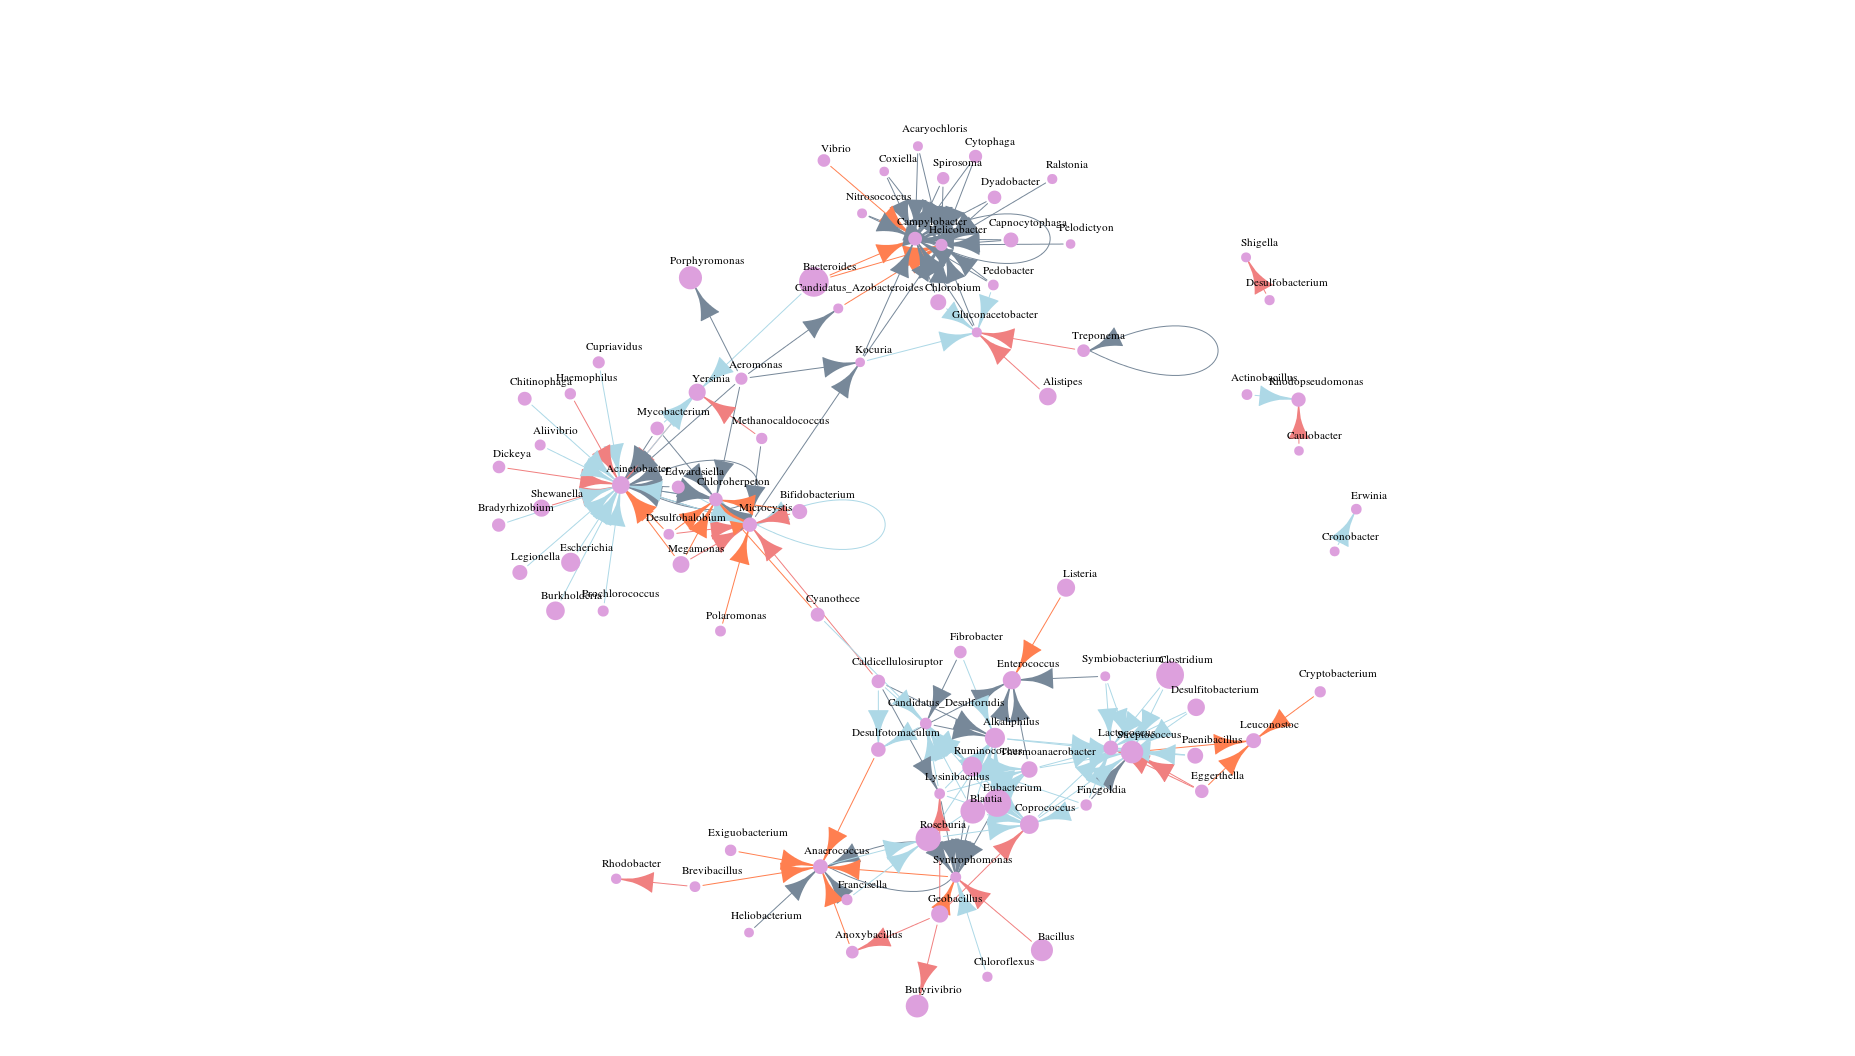 Acaryochloris
Vibrio
Cytophaga
Coxiella
Spirosoma
Ralstonia
Dyadobacter
Nitrosococcus
Campylobacter
Capnocytophaga
Helicobacter
Pelodictyon
Shigella
Porphyromonas
Bacteroides
Pedobacter
Desulfobacterium
Candidatus_Azobacteroides
Chlorobium
Gluconacetobacter
Treponema
Cupriavidus
Kocuria
Aeromonas
Chitinophaga
Haemophilus
Yersinia
Alistipes
Actinobacillus
Rhodopseudomonas
Mycobacterium
Methanocaldococcus
Aliivibrio
Caulobacter
Dickeya
Acinetobacter
Edwardsiella
Chloroherpeton
Shewanella
Bifidobacterium
Erwinia
Bradyrhizobium
Microcystis
Desulfohalobium
Cronobacter
Legionella
Escherichia
Megamonas
Listeria
Burkholderia
Prochlorococcus
Cyanothece
Polaromonas
Fibrobacter
Caldicellulosiruptor
Enterococcus
Symbiobacterium
Clostridium
Cryptobacterium
Desulfitobacterium
Candidatus_Desulforudis
Alkaliphilus
Leuconostoc
Desulfotomaculum
Lactococcus
Streptococcus
Paenibacillus
Ruminococcus
Thermoanaerobacter
Lysinibacillus
Eggerthella
Eubacterium
Finegoldia
Blautia
Coprococcus
Roseburia
Exiguobacterium
Anaerococcus
Syntrophomonas
Rhodobacter
Brevibacillus
Francisella
Geobacillus
Heliobacterium
Anoxybacillus
Bacillus
Chloroflexus
Butyrivibrio